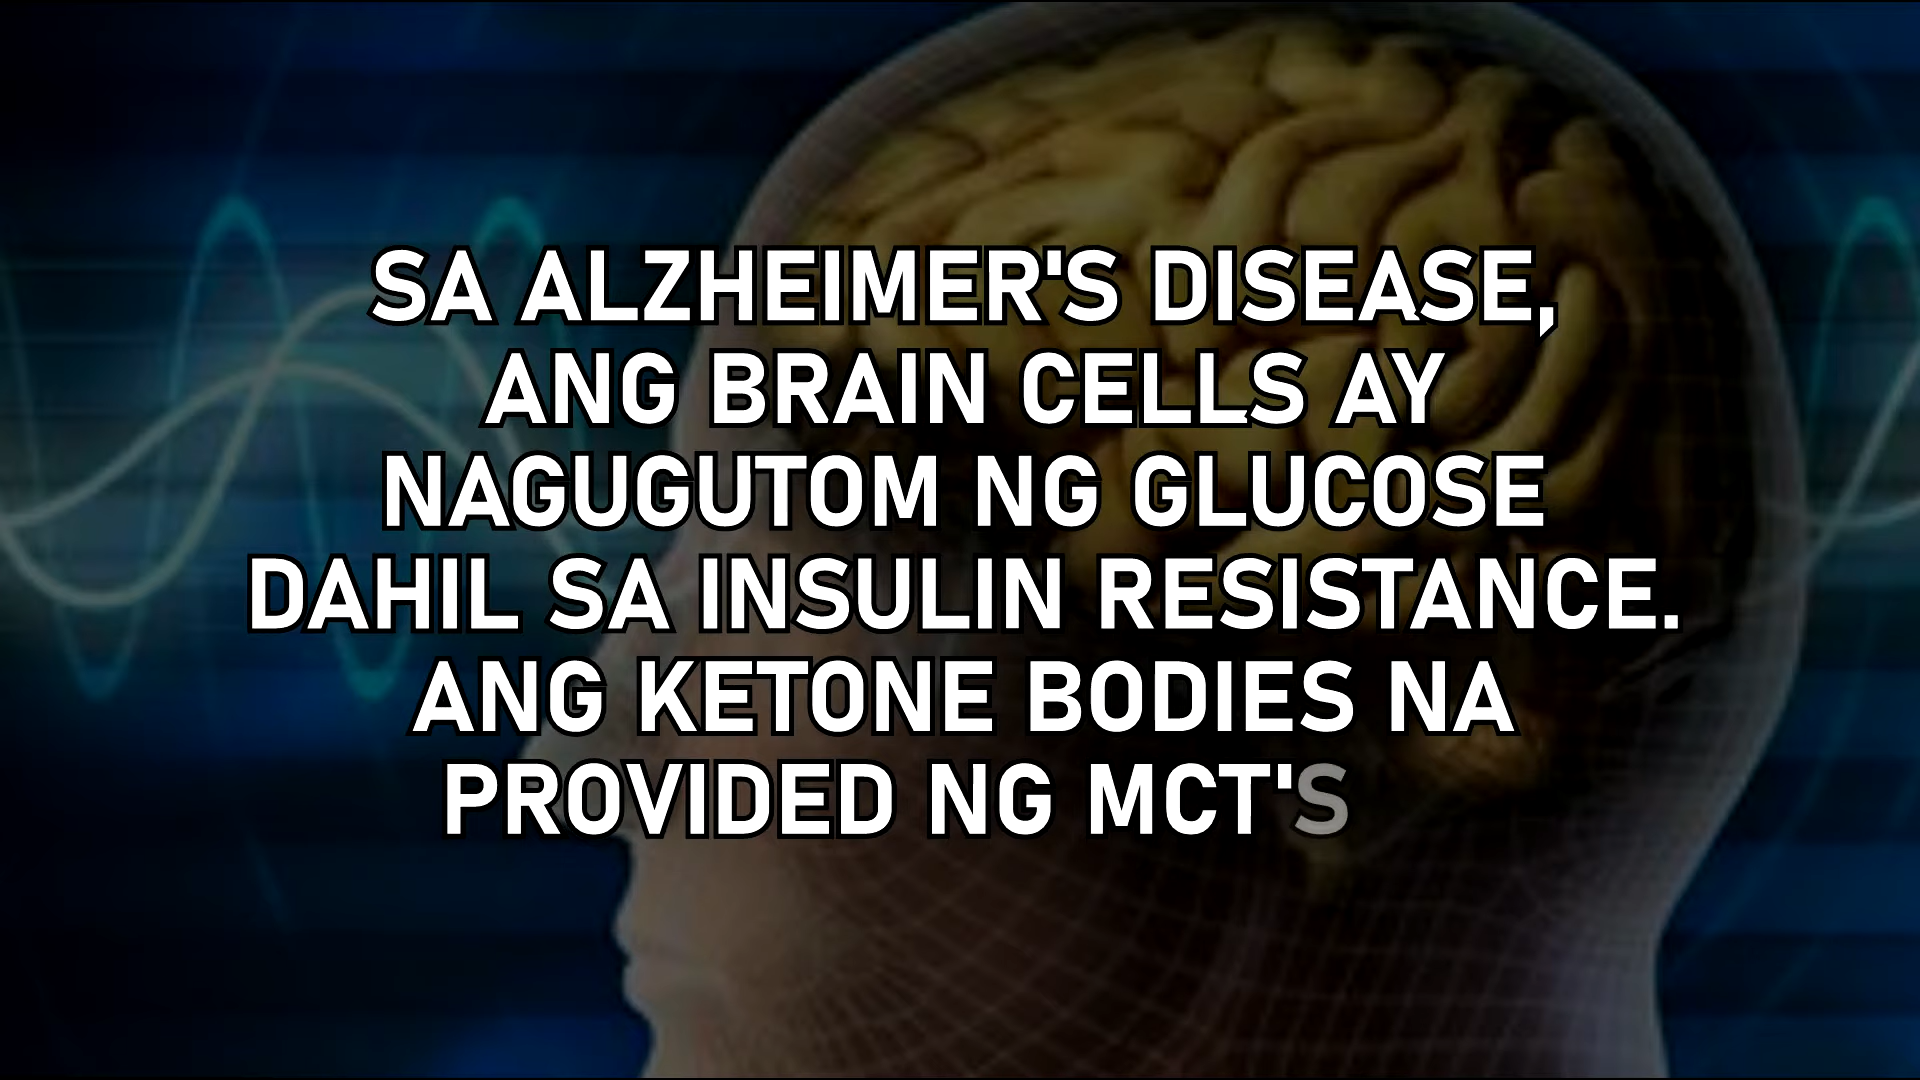 SA ALZHEIMER'S DISEASE,
ANG BRAIN CELLS AY
NAGUGUTOM NG GLUCOSE
DAHIL SA INSULIN RESISTANCE.
ANG KETONE BODIES NA
PROVIDED NG MCT'S